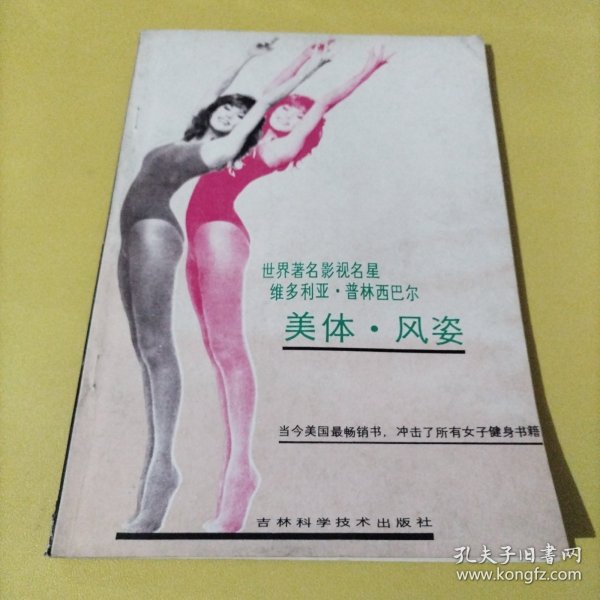 世界著名影视名星
维多利亚·普林西巴尔
美体·风姿
当今美国最畅销书，冲击了所有女子健身书籍
吉林科学技术出版社
孔夫子旧书网
www.kongfz.com